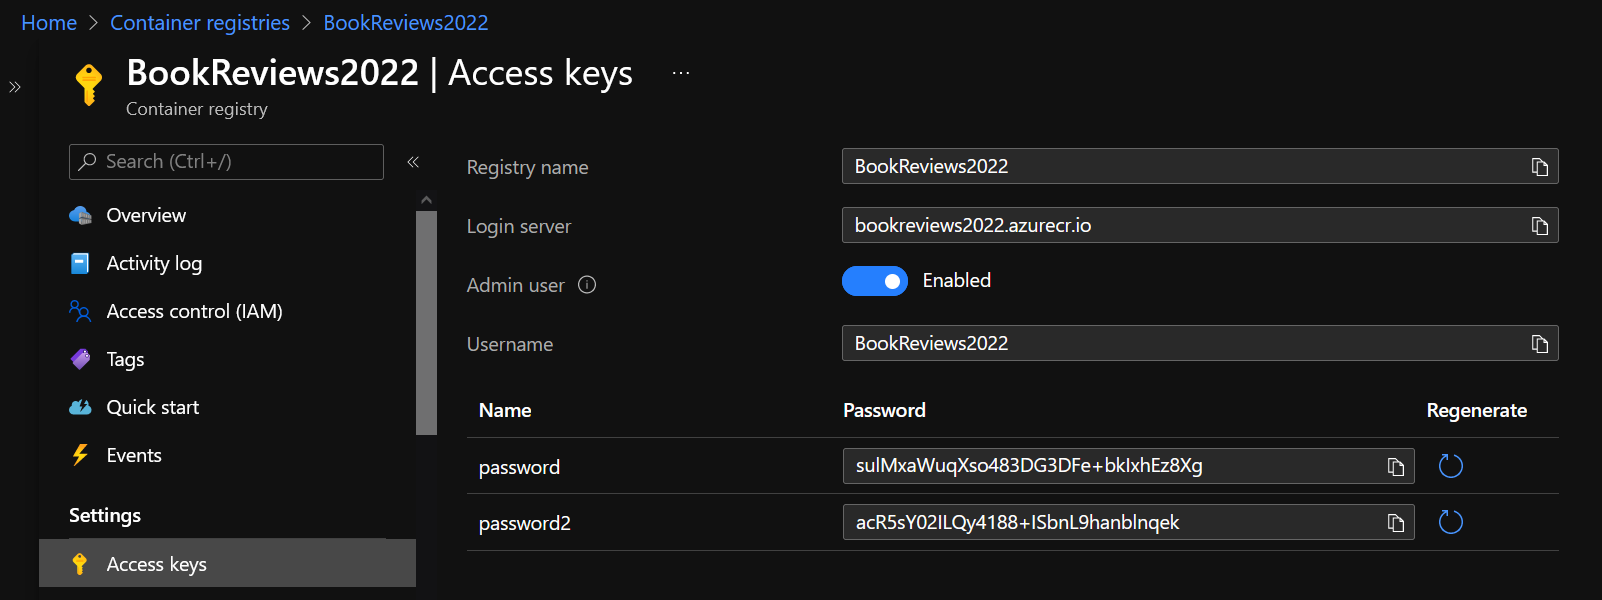 Home > Container registries > BookReviews2022
BookReviews2022 | Access keys ...
Container registry
Search (Ctrl+/)
Overview
Activity log
Access control (IAM)
Tags
Quick start
Events
Settings
Access keys
Registry name BookReviews2022
Login server bookreviews2022.azurecr.io
Admin user Enabled
Username BookReviews2022
Name Password Regenerate
password sulMxaWuqXso483DG3DFe+bkIxhEz8Xg
password2 acR5sY02ILQy4188+ISbnL9hanblnqek